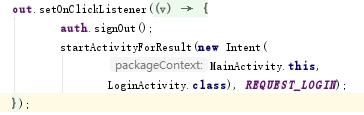 out.setOnClickListener((v) → {
auth.signOut();
startActivityForResult(new Intent(
packageContext: MainActivity.this,
LoginActivity.class), REQUEST_LOGIN);
});